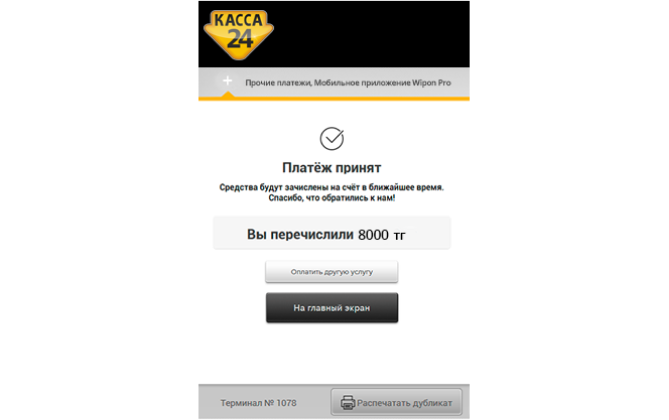 КАССА
24
Прочие платежи, Мобильное приложение Wipon Pro
Платёж принят
Средства будут зачислены на счёт в ближайшее время.
Спасибо, что обратились к нам!
Вы перечислили 8000 тг
Оплатить другую услугу
На главный экран
Терминал № 1078
Распечатать дубликат